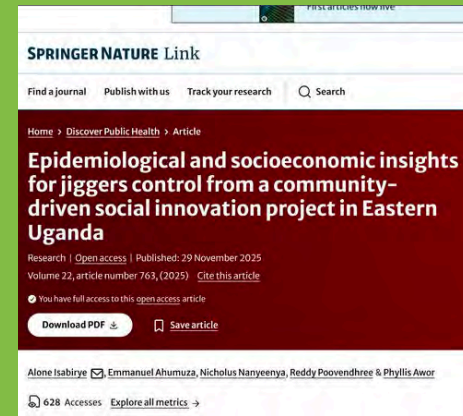 First articles now live
SPRINGER NATURE Link
Find a journal Publish with us Track your research Search
Home > Discover Public Health > Article
Epidemiological and socioeconomic insights
for jiggers control from a community-
driven social innovation project in Eastern
Uganda
Research | Open access | Published: 29 November 2025
Volume 22, article number 763, (2025) Cite this article
You have full access to this open access article
Download PDF Save article
Alone Isabirye, Emmanuel Ahumuza, Nicholus Nanyeenya, Reddy Poovendhree & Phyllis Awor
628 Accesses Explore all metrics →